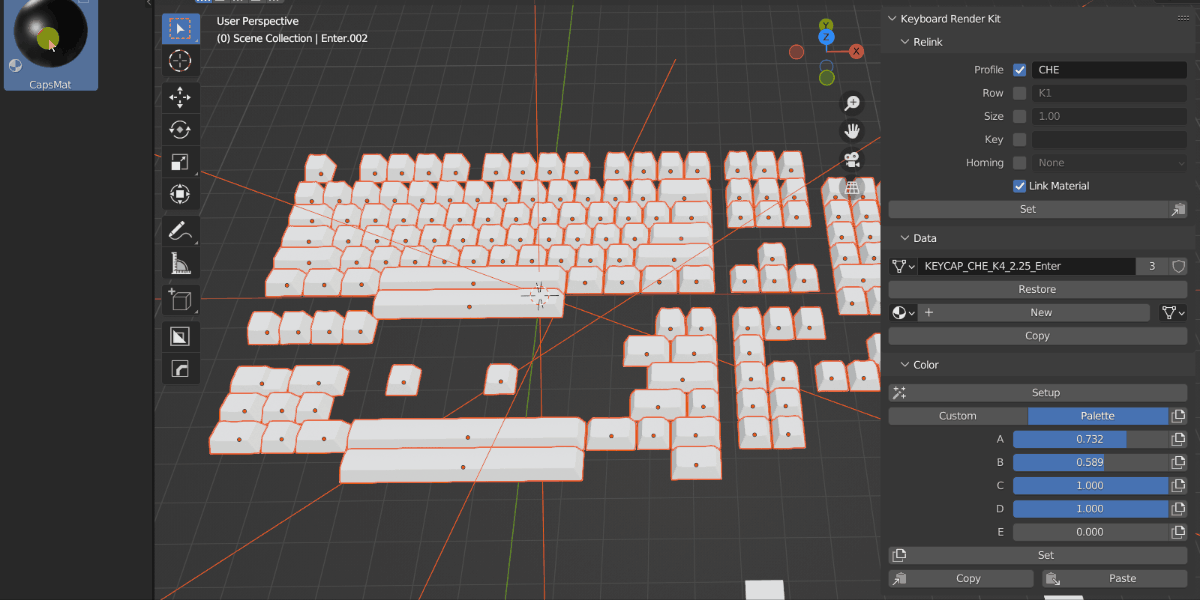 User Perspective
(0) Scene Collection | Enter.002
CapsMat
Y
Z
X
Keyboard Render Kit
Relink
Profile CHE
Row K1
Size 1.00
Key
Homing None
Link Material
Set
Data
KEYCAP_CHE_K4_2.25_Enter 3
Restore
+ New
Copy
Color
Setup
Custom Palette
A 0.732
B 0.589
C 1.000
D 1.000
E 0.000
Set
Copy Paste